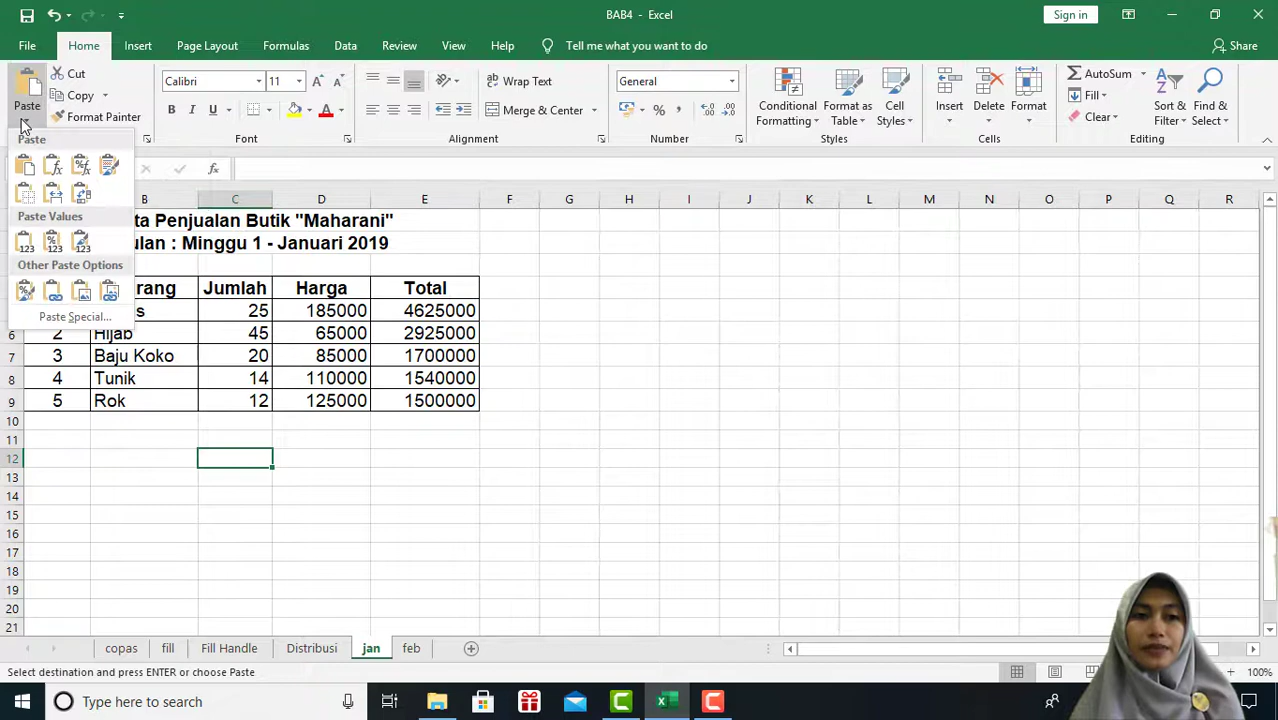 BAB4 - Excel
Sign in
File Home Insert Page Layout Formulas Data Review View Help Tell me what you want to do Share
Paste
Cut
Copy
Format Painter
Calibri 11
B I U
Wrap Text
Merge & Center
General
Conditional Formatting
Format as Table
Cell Styles
Insert Delete Format
AutoSum
Fill
Clear
Sort & Filter
Find & Select
Font Alignment Number Styles Cells Editing
Paste
Paste Values
123 123 123
Other Paste Options
Paste Special...
fx
B C D E F G H I J K L M N O P Q R
ta Penjualan Butik "Maharani"
ulan : Minggu 1 - Januari 2019
rang Jumlah Harga Total
s 25 185000 4625000
6 2 Hijab 45 65000 2925000
7 3 Baju Koko 20 85000 1700000
8 4 Tunik 14 110000 1540000
9 5 Rok 12 125000 1500000
10
11
12
13
14
15
16
17
18
19
20
21
copas fill Fill Handle Distribusi jan feb
Select destination and press ENTER or choose Paste
100%
Type here to search